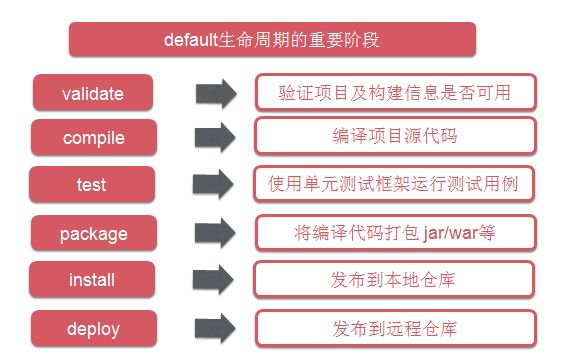 default生命周期的重要阶段
validate
验证项目及构建信息是否可用
compile
编译项目源代码
test
使用单元测试框架运行测试用例
package
将编译代码打包 jar/war等
install
发布到本地仓库
deploy
发布到远程仓库